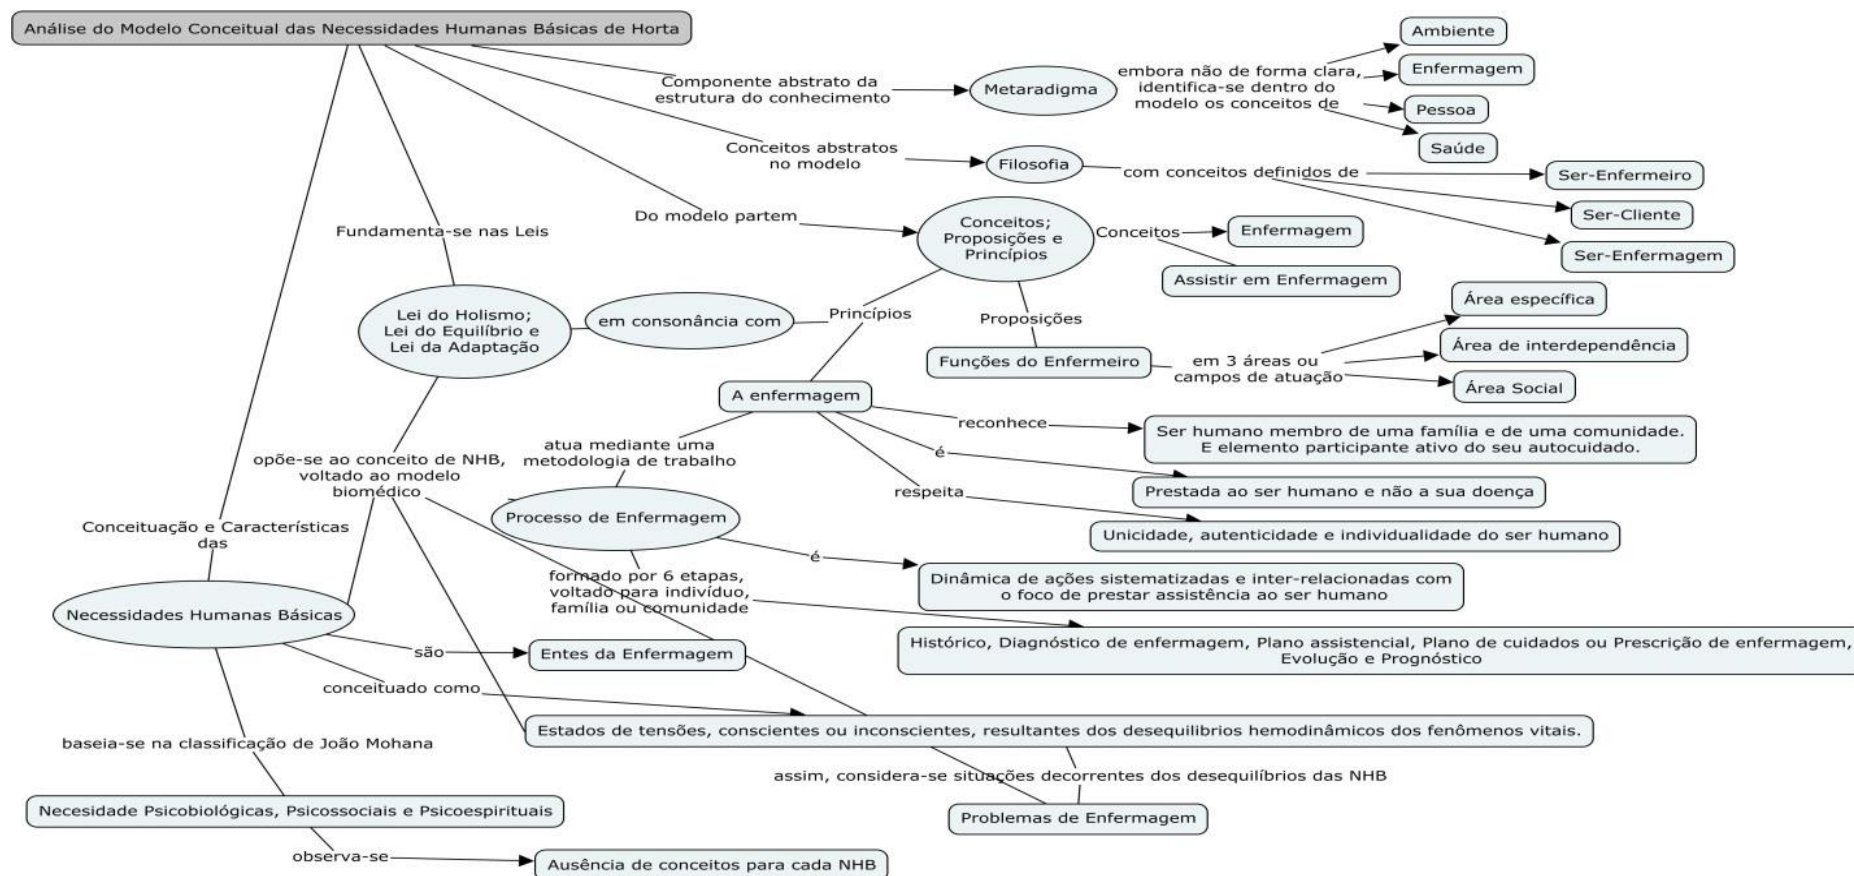 Análise do Modelo Conceitual das Necessidades Humanas Básicas de Horta
Componente abstrato da
estrutura do conhecimento
Metaradigma
embora não de forma clara,
identifica-se dentro do
modelo os conceitos de
Ambiente
Enfermagem
Pessoa
Saúde
Conceitos abstratos
no modelo
Filosofia
com conceitos definidos de
Ser-Enfermeiro
Ser-Cliente
Ser-Enfermagem
Do modelo partem
Conceitos;
Proposições e
Princípios
Conceitos
Enfermagem
Assistir em Enfermagem
Fundamenta-se nas Leis
Lei do Holismo;
Lei do Equilíbrio e
Lei da Adaptação
em consonância com
Princípios
Proposições
Funções do Enfermeiro
em 3 áreas ou
campos de atuação
Área específica
Área de interdependência
Área Social
A enfermagem
reconhece
Ser humano membro de uma família e de uma comunidade.
E elemento participante ativo do seu autocuidado.
é
Prestada ao ser humano e não a sua doença
respeita
Unicidade, autenticidade e individualidade do ser humano
atua mediante uma
metodologia de trabalho
Processo de Enfermagem
é
Dinâmica de ações sistematizadas e inter-relacionadas com
o foco de prestar assistência ao ser humano
formado por 6 etapas,
voltado para indivíduo,
família ou comunidade
Histórico, Diagnóstico de enfermagem, Plano assistencial, Plano de cuidados ou Prescrição de enfermagem,
Evolução e Prognóstico
opõe-se ao conceito de NHB,
voltado ao modelo
biomédico
Conceituação e Características
das
Necessidades Humanas Básicas
são
Entes da Enfermagem
conceituado como
Estados de tensões, conscientes ou inconscientes, resultantes dos desequilibrios hemodinâmicos dos fenômenos vitais.
assim, considera-se situações decorrentes dos desequilíbrios das NHB
Problemas de Enfermagem
baseia-se na classificação de João Mohana
Necesidade Psicobiológicas, Psicossociais e Psicoespirituais
observa-se
Ausência de conceitos para cada NHB